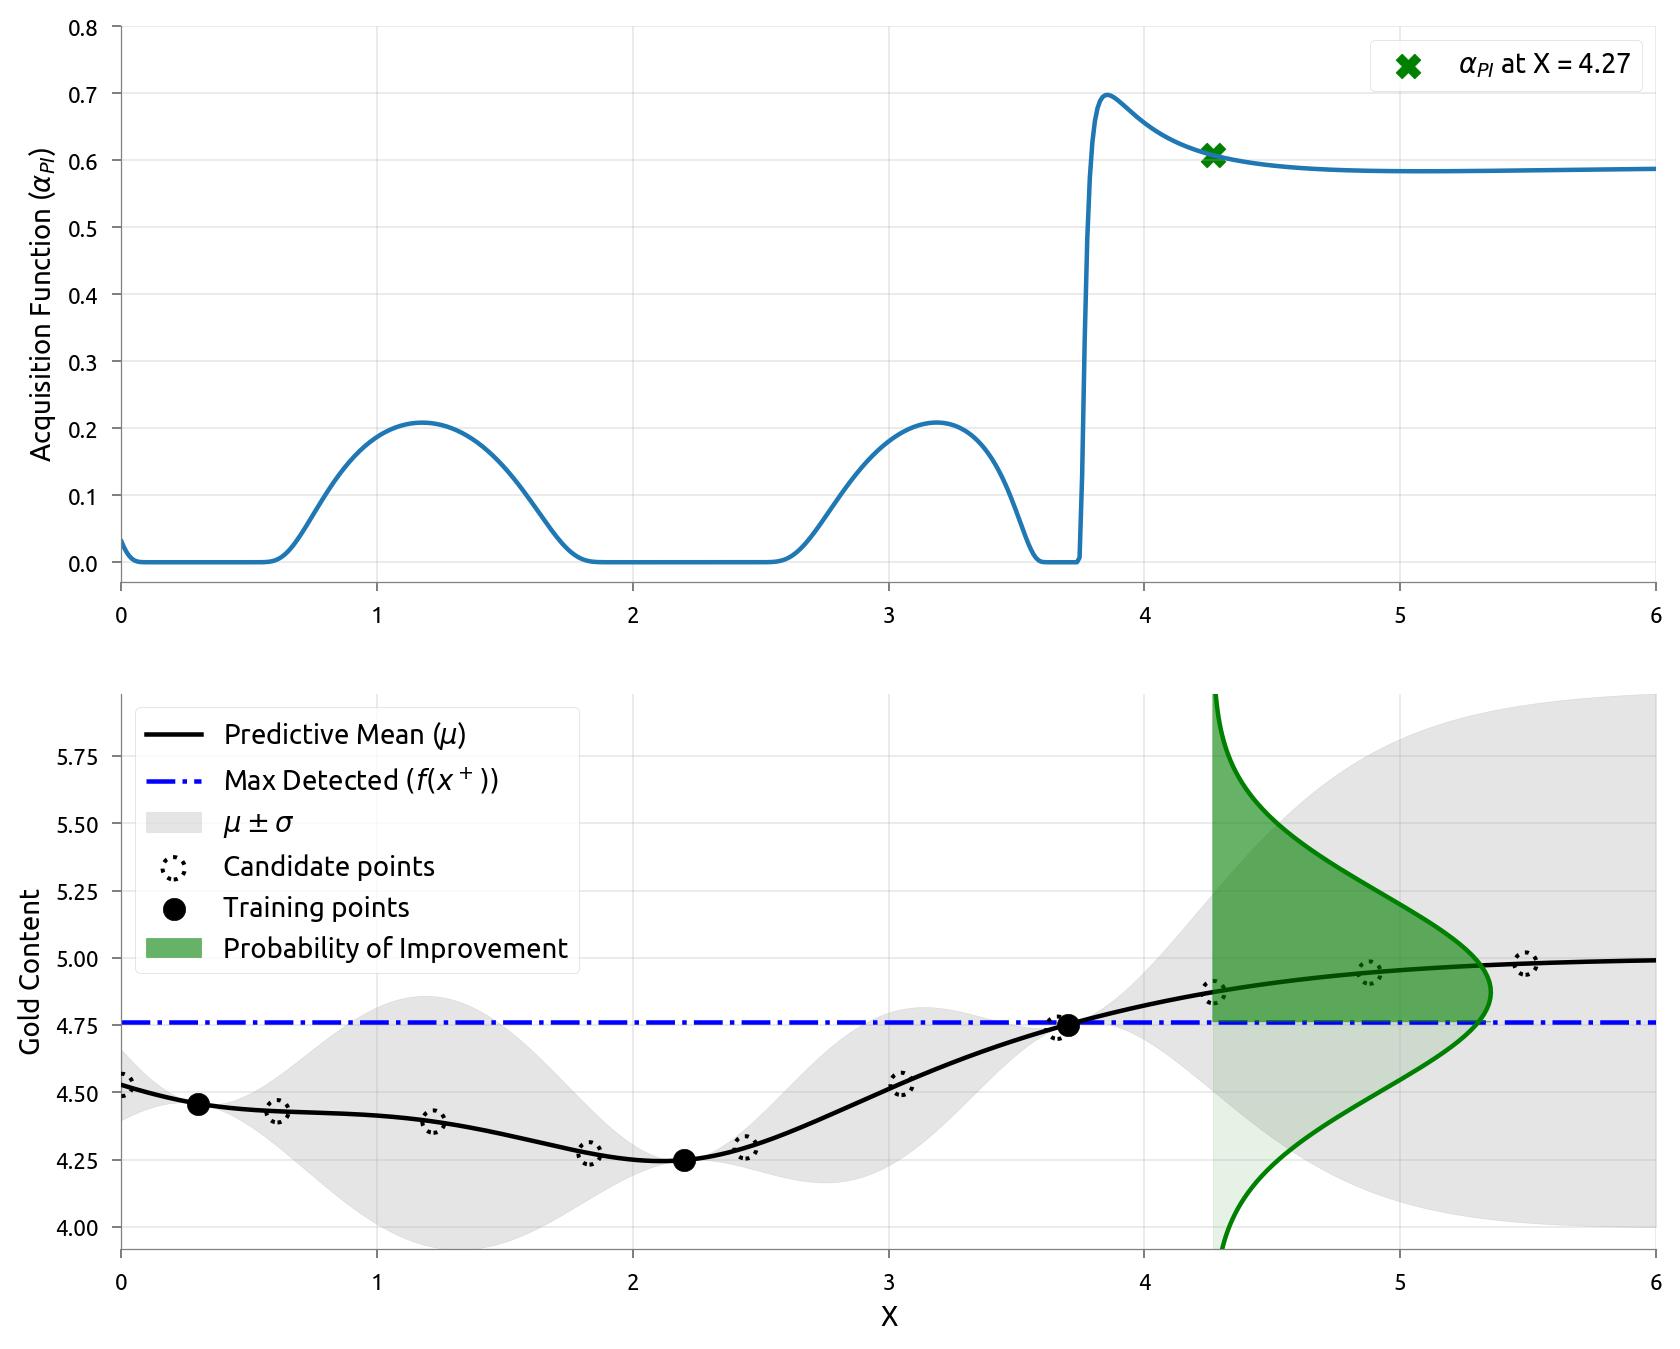 0.8
0.7
0.6
0.5
0.4
0.3
0.2
0.1
0.0
Acquisition Function (α_PI)
α_PI at X = 4.27
0 1 2 3 4 5 6
Predictive Mean (μ)
Max Detected (f(x⁺))
μ ± σ
Candidate points
Training points
Probability of Improvement
5.75
5.50
5.25
5.00
4.75
4.50
4.25
4.00
Gold Content
0 1 2 3 4 5 6
X